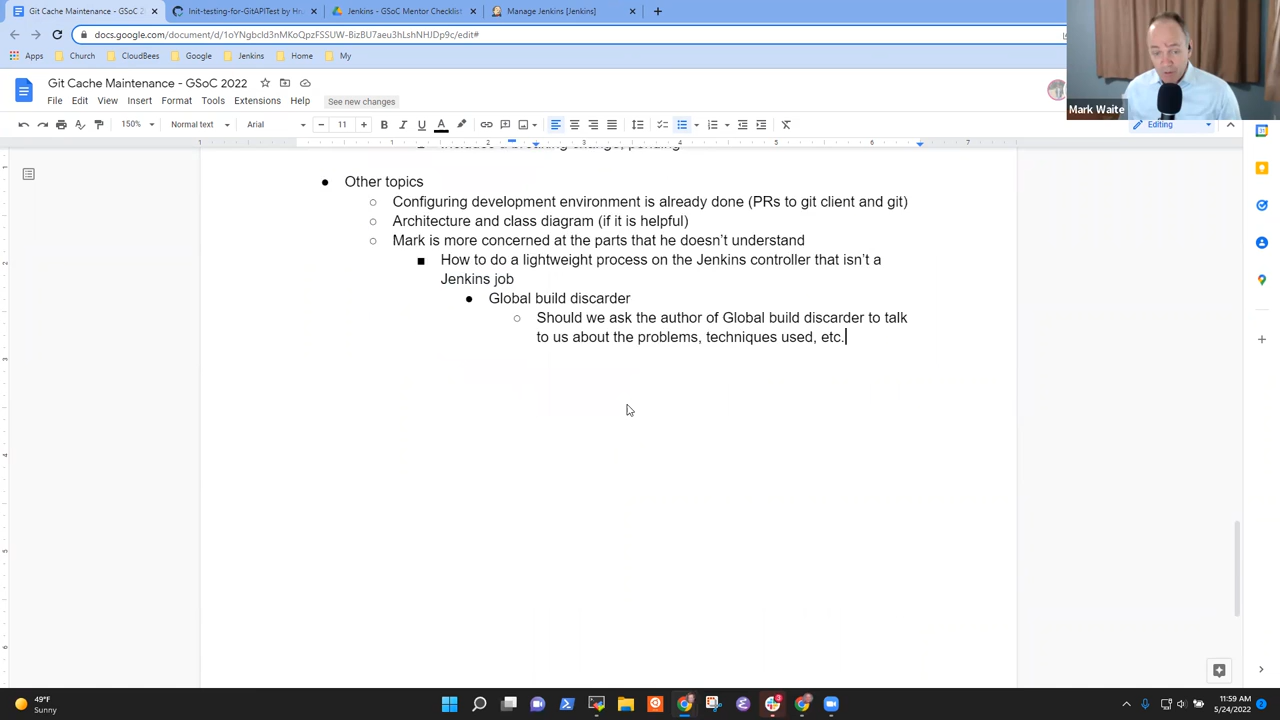 Git Cache Maintenance - GSoC 2
Init-testing-for-GitAPITest by Hru
Jenkins - GSoC Mentor Checklist
Manage Jenkins [Jenkins]
docs.google.com/document/d/1oYNgbcId3nMKoQpzFSSUW-BizBU7aeu3hLshNHJDp9c/edit#
Apps
Church
CloudBees
Google
Jenkins
Home
My
Git Cache Maintenance - GSoC 2022
File Edit View Insert Format Tools Extensions Help See new changes
Mark Waite
150% Normal text Arial 11 Editing
● Other topics
○ Configuring development environment is already done (PRs to git client and git)
○ Architecture and class diagram (if it is helpful)
○ Mark is more concerned at the parts that he doesn't understand
■ How to do a lightweight process on the Jenkins controller that isn't a
Jenkins job
● Global build discarder
○ Should we ask the author of Global build discarder to talk
to us about the problems, techniques used, etc.
49°F
Sunny
11:59 AM
5/24/2022